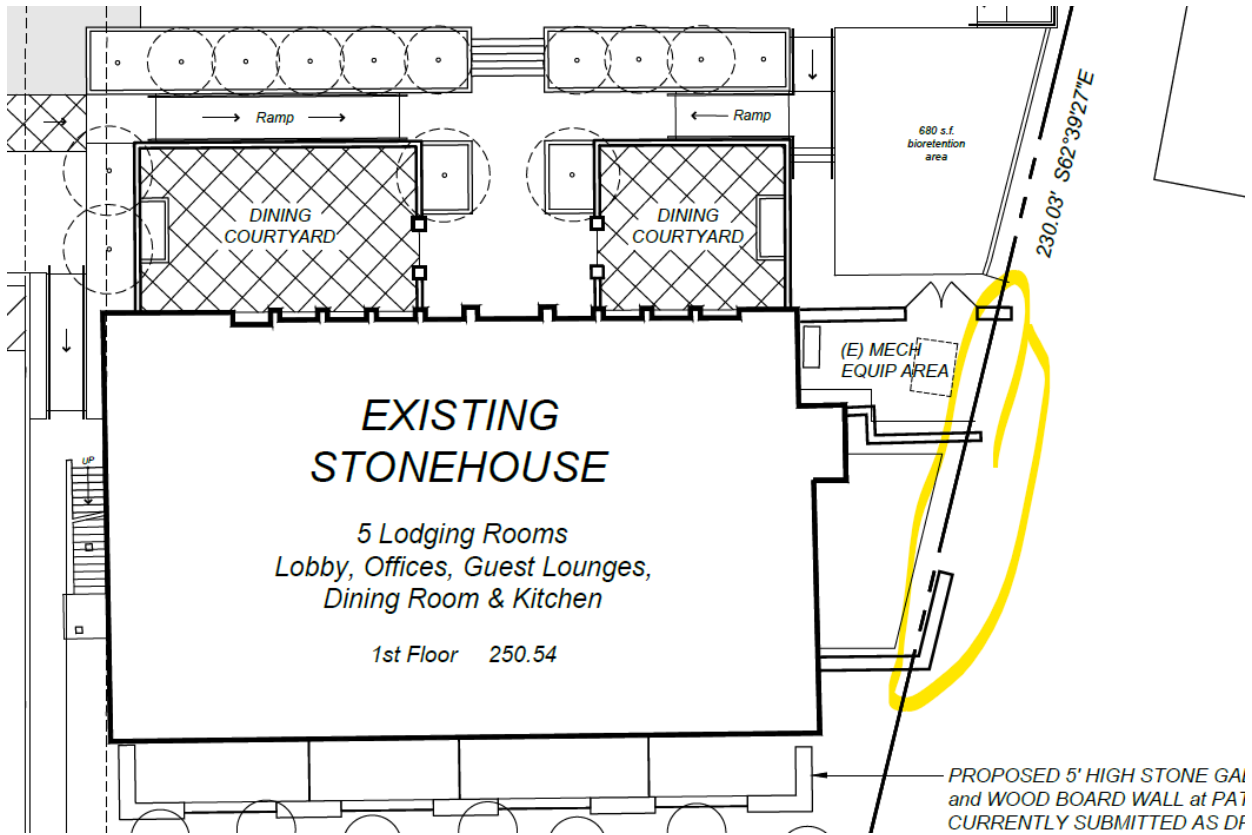 Ramp
Ramp
680 s.f.
bioretention
area
230.03' S62°39'27"E
DINING
COURTYARD
DINING
COURTYARD
(E) MECH
EQUIP AREA
EXISTING
STONEHOUSE
UP
5 Lodging Rooms
Lobby, Offices, Guest Lounges,
Dining Room & Kitchen
1st Floor 250.54
PROPOSED 5' HIGH STONE
and WOOD BOARD WALL at
CURRENTLY SUBMITTED AS